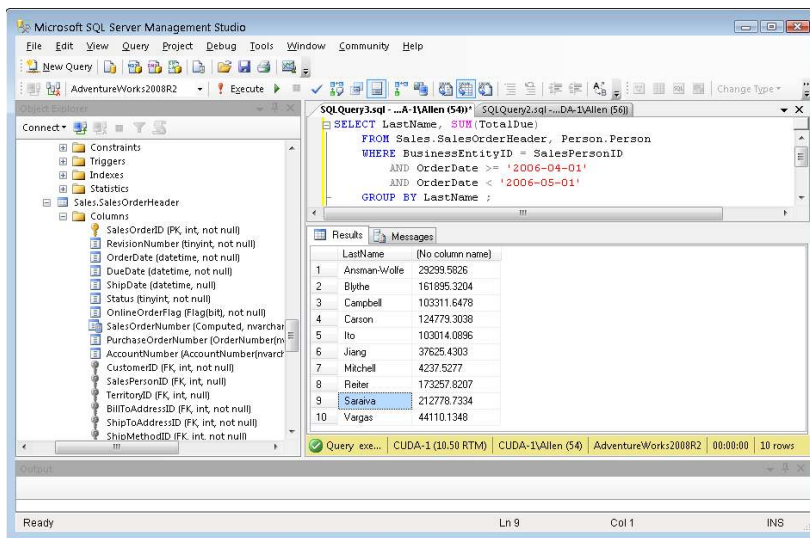 Microsoft SQL Server Management Studio
File Edit View Query Project Debug Tools Window Community Help
New Query
AdventureWorks2008R2 Execute Change Type
Object Explorer
Connect
Constraints
Triggers
Indexes
Statistics
Sales.SalesOrderHeader
Columns
SalesOrderID (PK, int, not null)
RevisionNumber (tinyint, not null)
OrderDate (datetime, not null)
DueDate (datetime, not null)
ShipDate (datetime, null)
Status (tinyint, not null)
OnlineOrderFlag (Flag(bit), not null)
SalesOrderNumber (Computed, nvarchar
PurchaseOrderNumber (OrderNumber(n
AccountNumber (AccountNumber(nvarch
CustomerID (FK, int, not null)
SalesPersonID (FK, int, null)
TerritoryID (FK, int, null)
BillToAddressID (FK, int, not null)
ShipToAddressID (FK, int, not null)
ShipMethodID (FK, int, not null)
SQLQuery3.sql -...A-1\Allen (54))* SQLQuery2.sql -...DA-1\Allen (56))
SELECT LastName, SUM(TotalDue)
FROM Sales.SalesOrderHeader, Person.Person
WHERE BusinessEntityID = SalesPersonID
AND OrderDate >= '2006-04-01'
AND OrderDate < '2006-05-01'
GROUP BY LastName ;
Results Messages
LastName (No column name)
1 Ansman-Wolfe 29299.5826
2 Blythe 161895.3204
3 Campbell 103311.6478
4 Carson 124779.3038
5 Ito 103014.0896
6 Jiang 37625.4303
7 Mitchell 4237.5277
8 Reiter 173257.8207
9 Saraiva 212778.7334
10 Vargas 44110.1348
Query exe... CUDA-1 (10.50 RTM) CUDA-1\Allen (54) AdventureWorks2008R2 00:00:00 10 rows
Output
Ready Ln 9 Col 1 INS